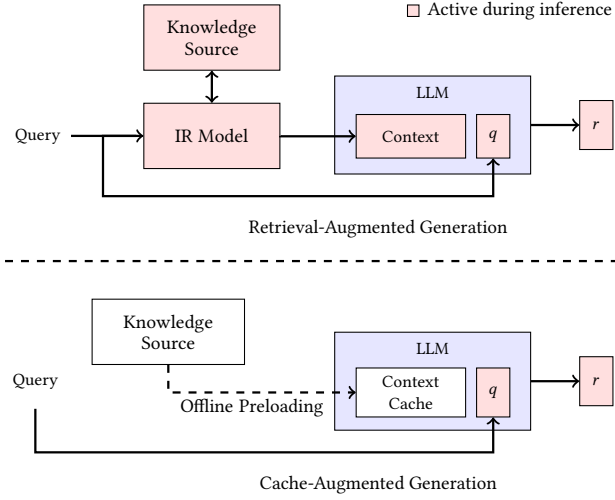 Active during inference
Knowledge
Source
LLM
Query
IR Model
Context
q
r
Retrieval-Augmented Generation
Knowledge
Source
LLM
Query
Context
Cache
q
r
Offline Preloading
Cache-Augmented Generation